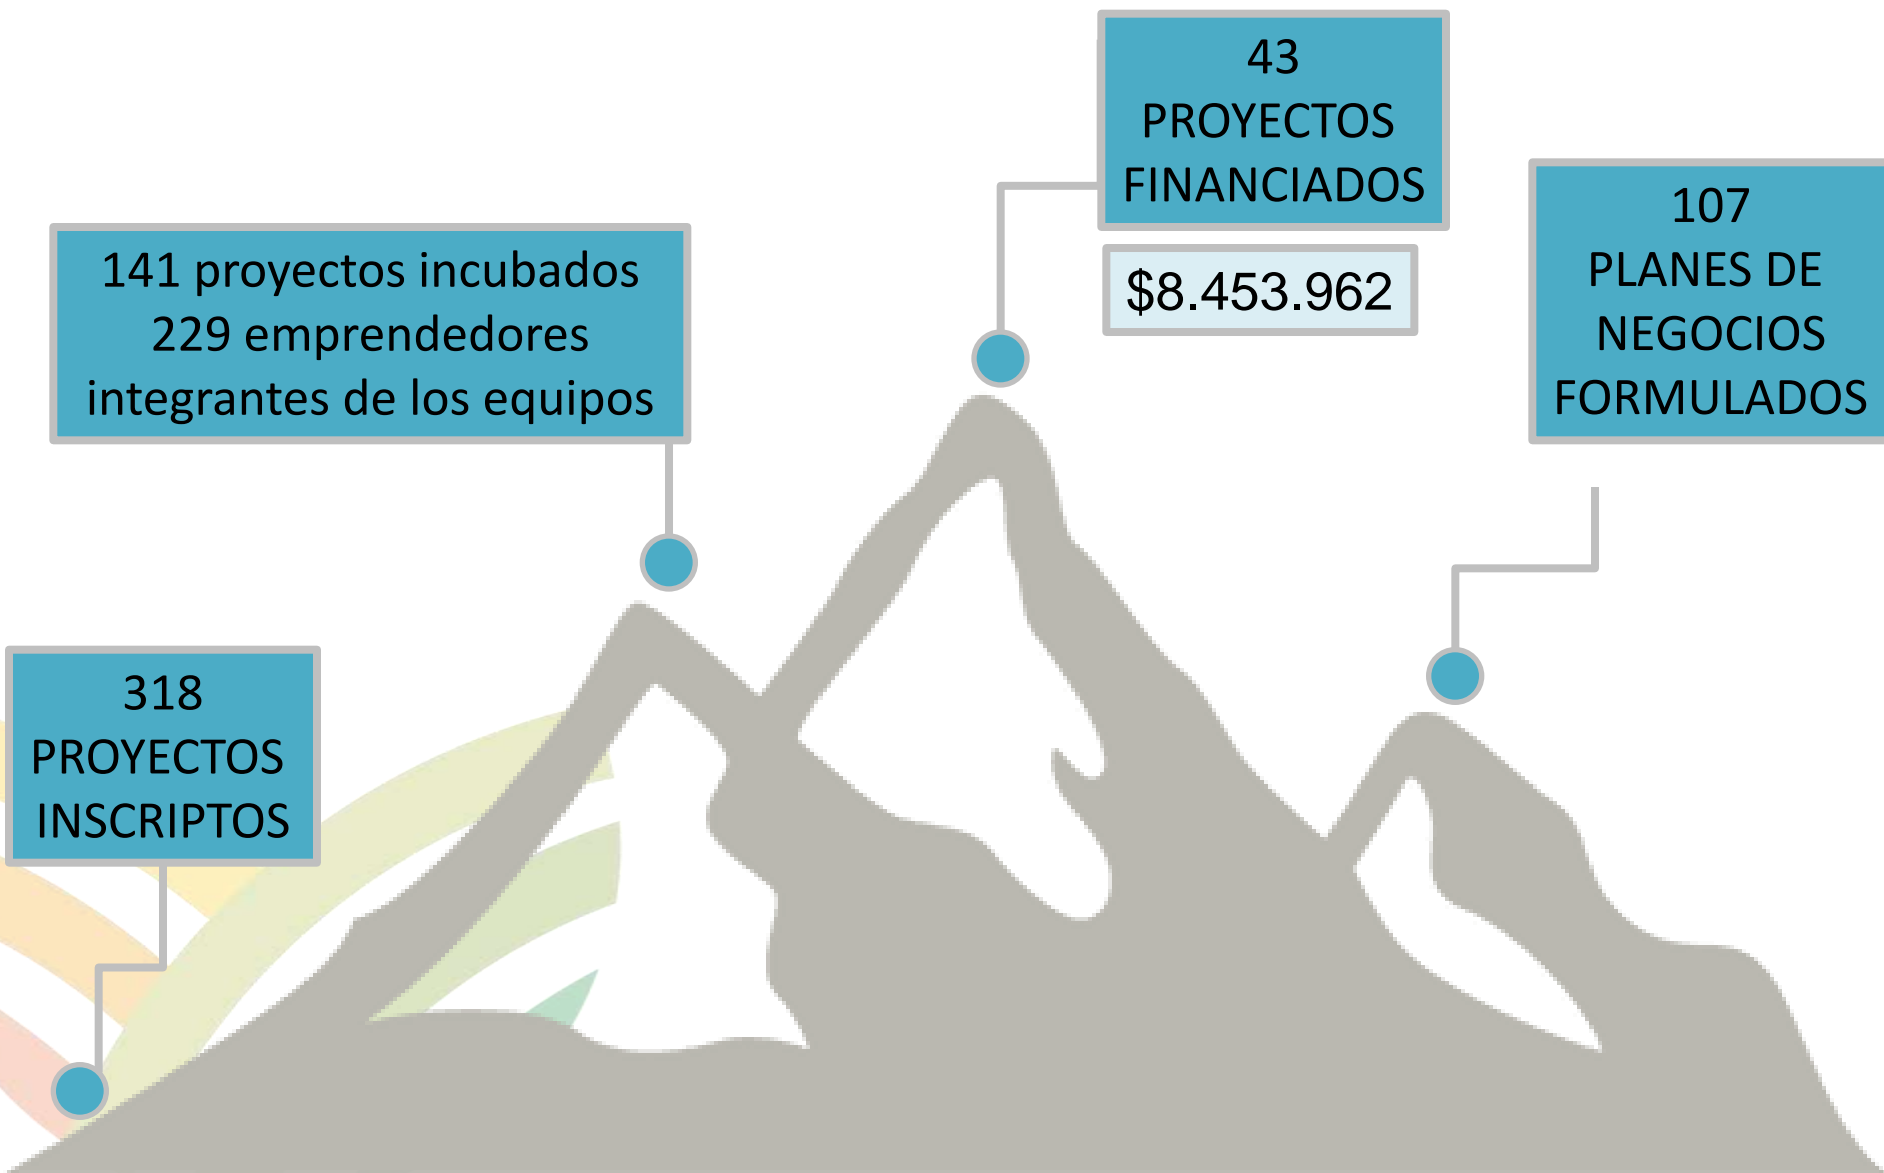 43
PROYECTOS
FINANCIADOS
$8.453.962
107
PLANES DE
NEGOCIOS
FORMULADOS
141 proyectos incubados
229 emprendedores
integrantes de los equipos
318
PROYECTOS
INSCRIPTOS